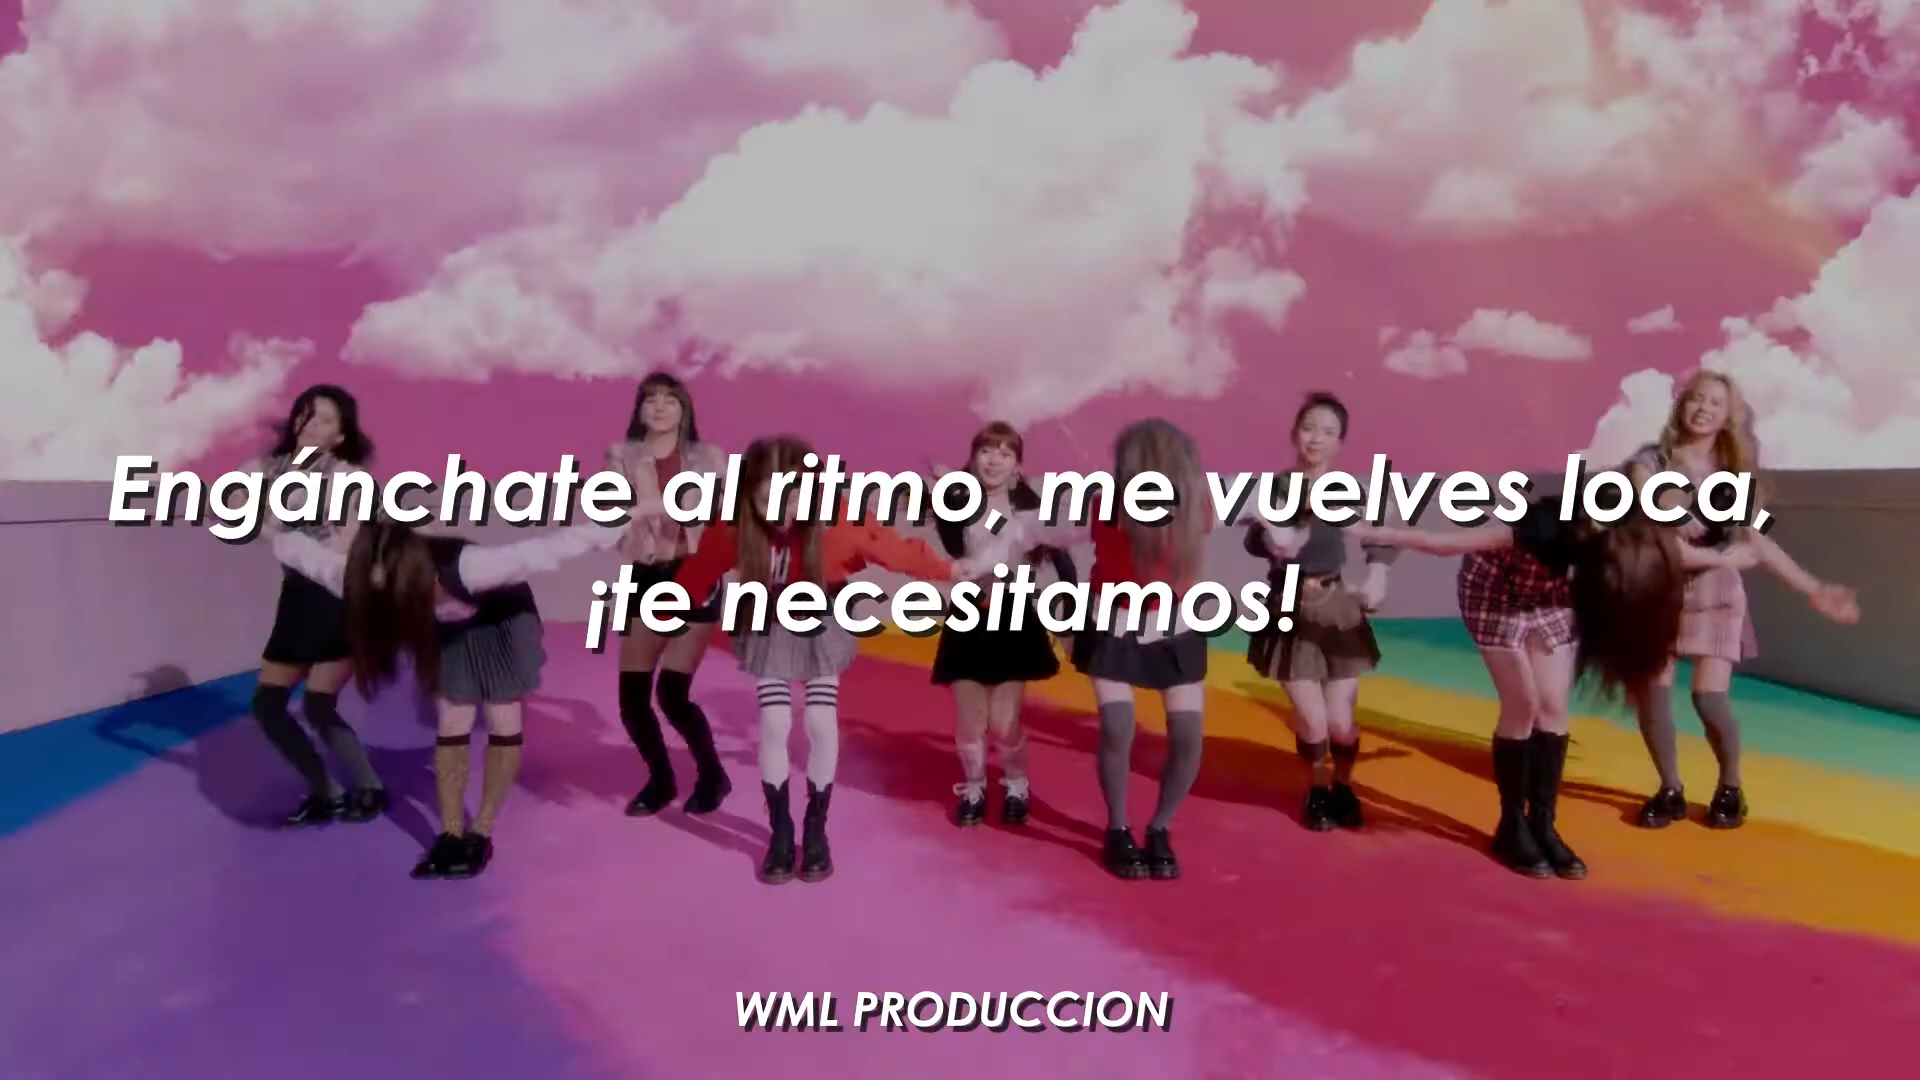 Engánchate al ritmo, me vuelves loca,
¡te necesitamos!
WML PRODUCCION